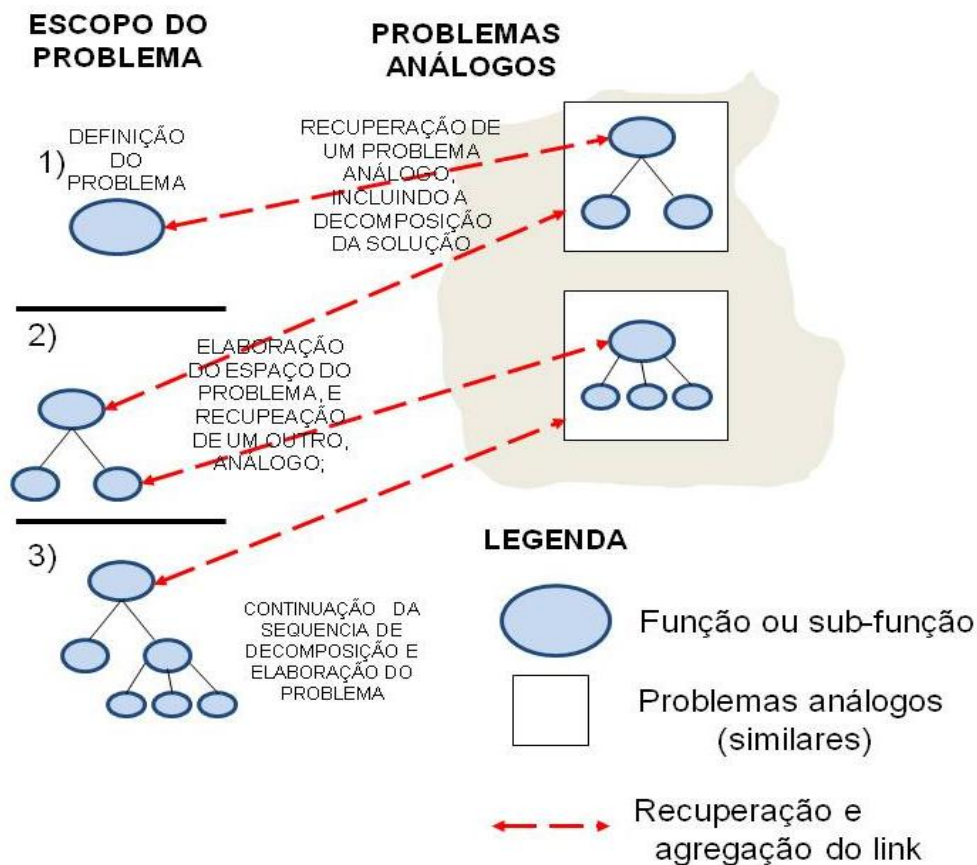 ESCOPO DO
PROBLEMA
PROBLEMAS
ANÁLOGOS
1)
DEFINIÇÃO
DO
PROBLEMA
RECUPERAÇÃO DE
UM PROBLEMA
ANÁLOGO,
INCLUINDO A
DECOMPOSIÇÃO
DA SOLUÇÃO
2)
ELABORAÇÃO
DO ESPAÇO DO
PROBLEMA, E
RECUPEAÇÃO
DE UM OUTRO,
ANÁLOGO;
3)
CONTINUAÇÃO DA
SEQUENCIA DE
DECOMPOSIÇÃO E
ELABORAÇÃO DO
PROBLEMA
LEGENDA
Função ou sub-função
Problemas análogos
(similares)
Recuperação e
agregação do link